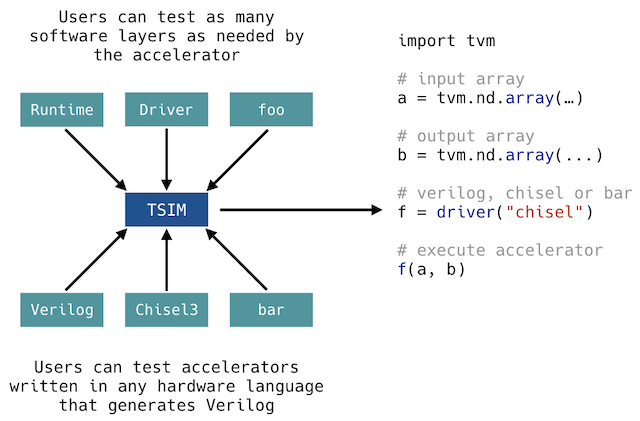 Users can test as many
software layers as needed by
the accelerator
Runtime
Driver
foo
TSIM
Verilog
Chisel3
bar
Users can test accelerators
written in any hardware language
that generates Verilog
import tvm
# input array
a = tvm.nd.array(…)
# output array
b = tvm.nd.array(...)
# verilog, chisel or bar
f = driver("chisel")
# execute accelerator
f(a, b)